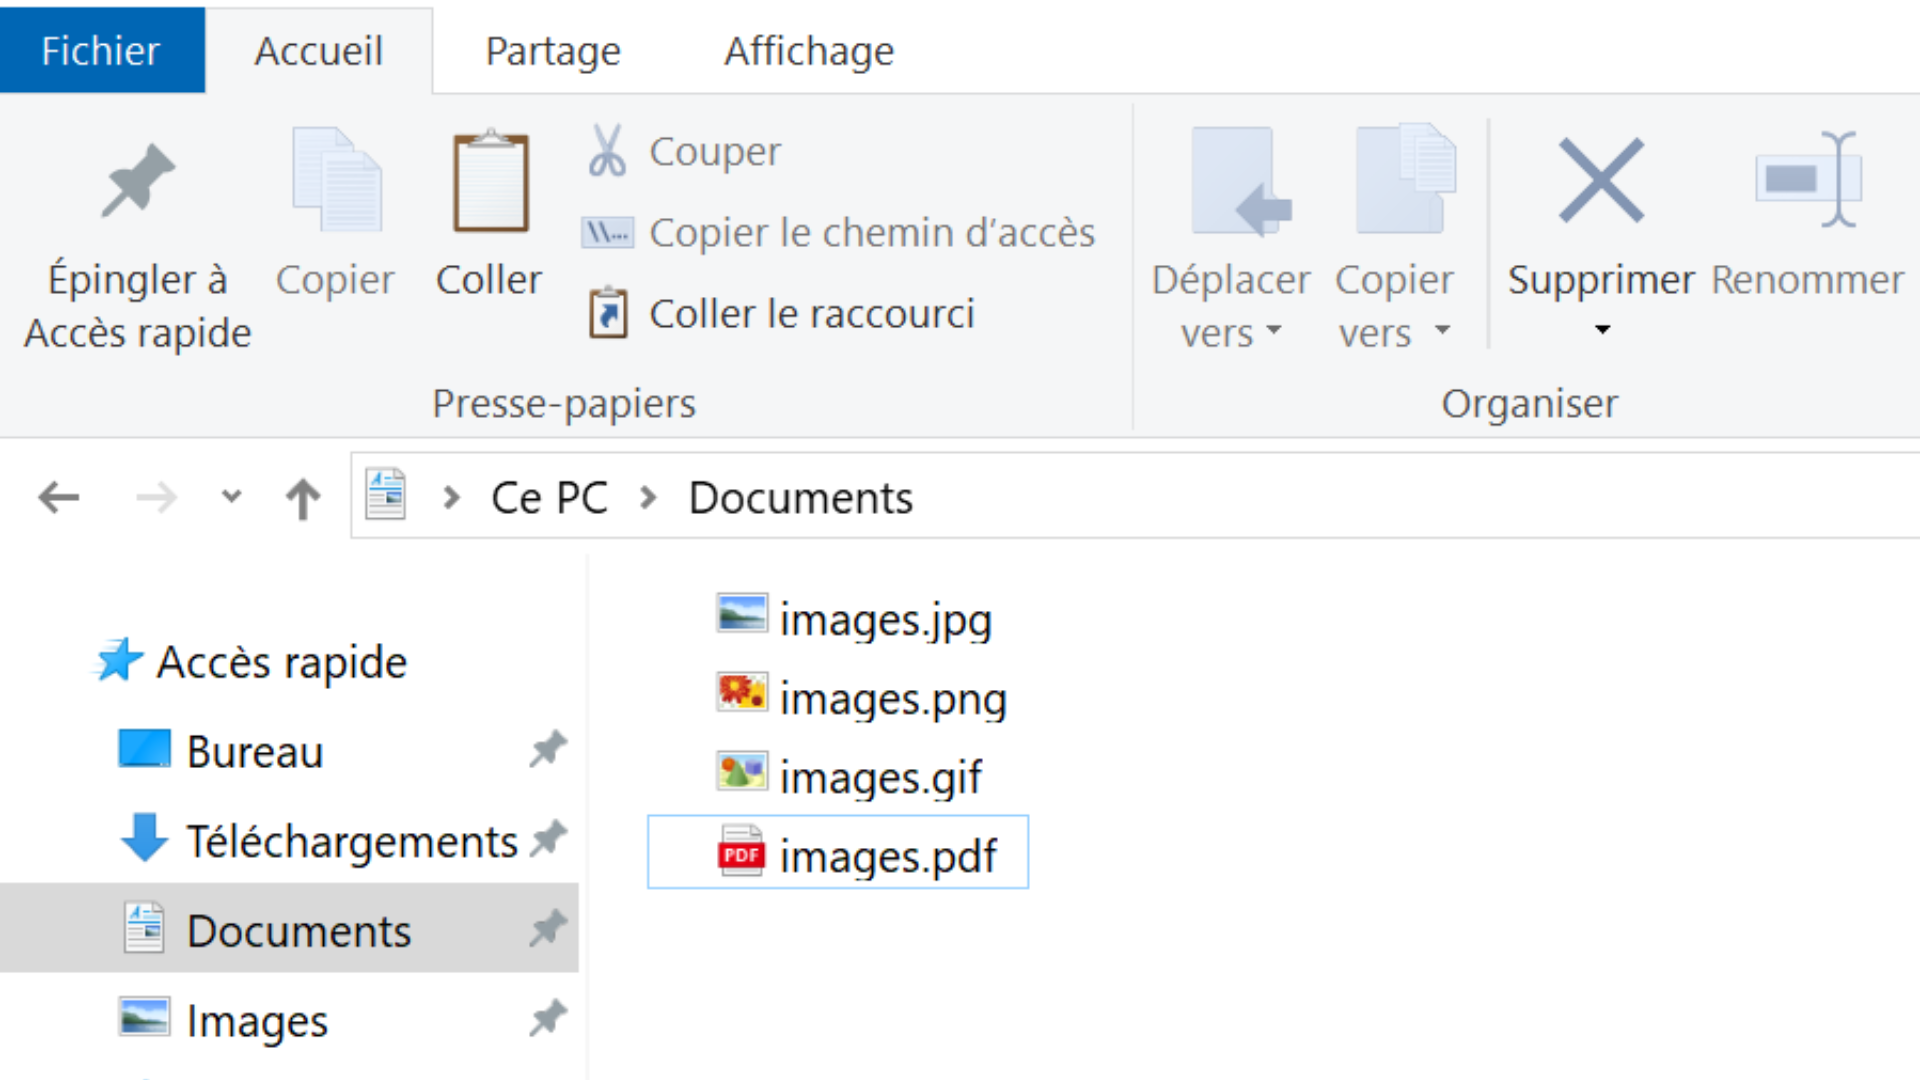 Fichier
Accueil
Partage
Affichage
Épingler à
Accès rapide
Copier
Coller
Couper
\\...
Copier le chemin d'accès
Coller le raccourci
Presse-papiers
Déplacer
vers
Copier
vers
Supprimer
Renommer
Organiser
Ce PC
Documents
Accès rapide
Bureau
Téléchargements
Documents
Images
images.jpg
images.png
images.gif
PDF
images.pdf